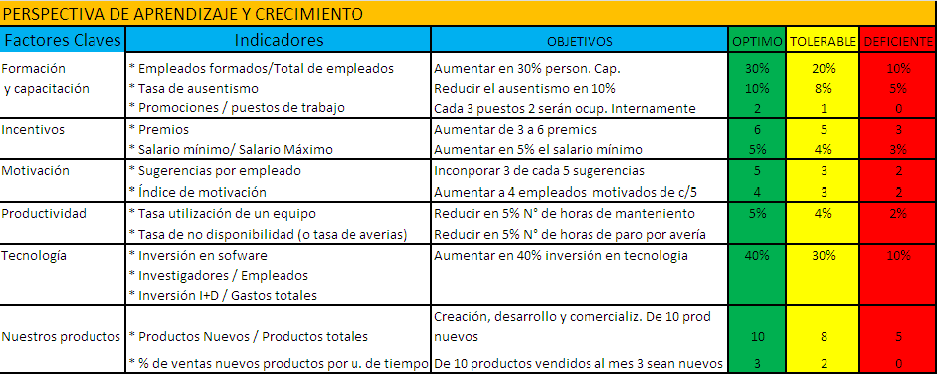 PERSPECTIVA DE APRENDIZAJE Y CRECIMIENTO
Factores Claves Indicadores OBJETIVOS OPTIMO TOLERABLE DEFICIENTE
Formación * Empleados formados/Total de empleados Aumentar en 30% person. Cap. 30% 20% 10%
y capacitación * Tasa de ausentismo Reducir el ausentismo en 10% 10% 8% 5%
* Promociones / puestos de trabajo Cada 3 puestos 2 serán ocup. Internamente 2 1 0
Incentivos * Premios Aumentar de 3 a 6 premics 6 5 3
* Salario mínimo/ Salario Máximo Aumentar en 5% el salario mínimo 5% 4% 3%
Motivación * Sugerencias por empleado Inconporar 3 de cada 5 sugerencias 5 3 2
* Índice de motivación Aumentar a 4 empleados motivados de c/5 4 3 2
Productividad * Tasa utilización de un equipo Reducir en 5% N° de horas de manteniento 5% 4% 2%
* Tasa de no disponibilidad (o tasa de averias) Reducir en 5% N° de horas de paro por avería
Tecnología * Inversión en sofware Aumentar en 40% inversión en tecnologia 40% 30% 10%
* Investigadores / Empleados
* Inversión I+D / Gastos totales
Creación, desarrollo y comercializ. De 10 prod
Nuestros productos * Productos Nuevos / Productos totales nuevos 10 8 5
* % de ventas nuevos productos por u. de tiempo De 10 productos vendidos al mes 3 sean nuevos 3 2 0